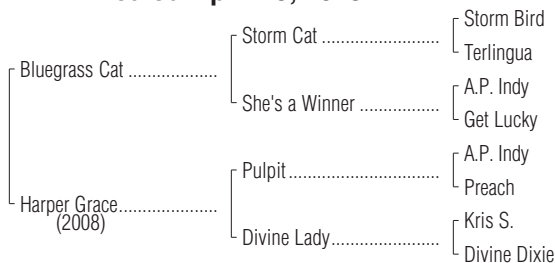 Storm Bird
Storm Cat ........................
Terlingua
Bluegrass Cat ..................
A.P. Indy
She's a Winner ................
Get Lucky
A.P. Indy
Pulpit...............................
Preach
Harper Grace....................
(2008)
Kris S.
Divine Lady......................
Divine Dixie